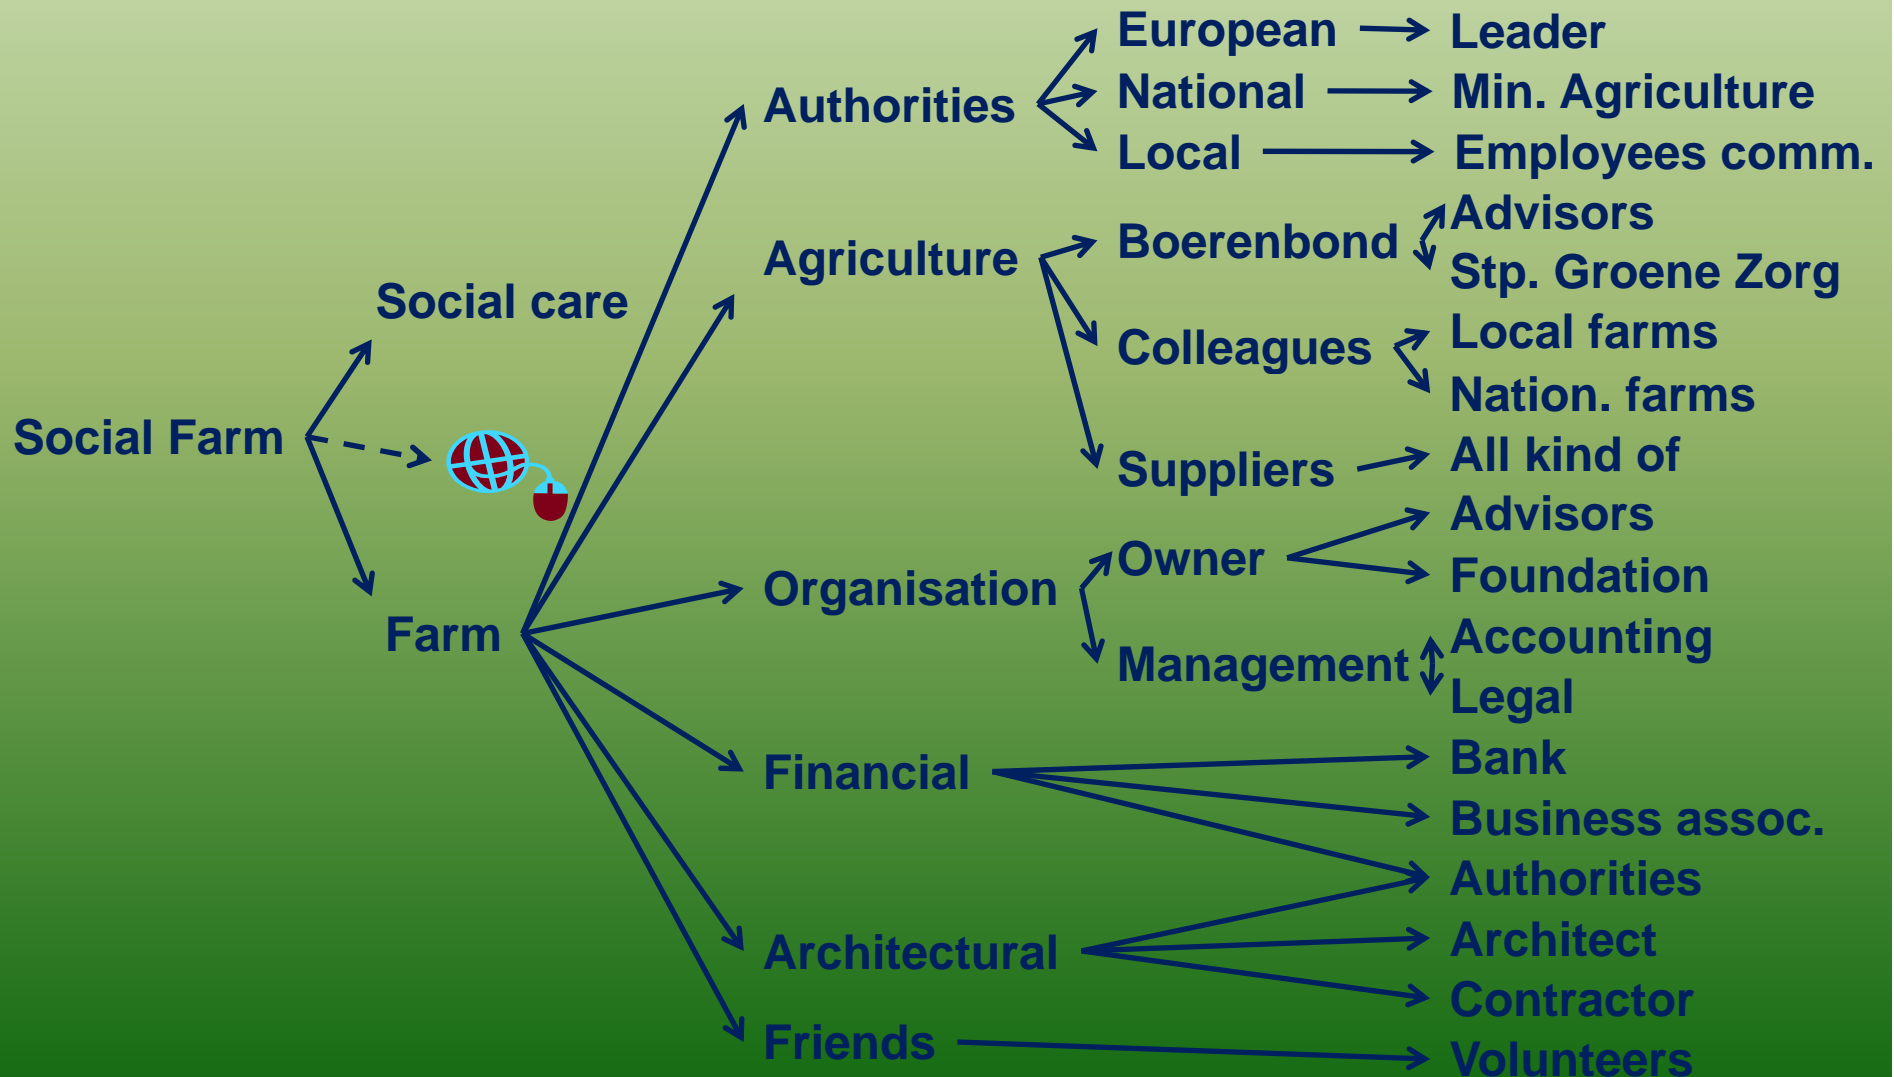 Social Farm
Social care
Farm
Authorities
Agriculture
Organisation
Financial
Architectural
Friends
European
National
Local
Boerenbond
Colleagues
Suppliers
Owner
Management
Leader
Min. Agriculture
Employees comm.
Advisors
Stp. Groene Zorg
Local farms
Nation. farms
All kind of
Advisors
Foundation
Accounting
Legal
Bank
Business assoc.
Authorities
Architect
Contractor
Volunteers